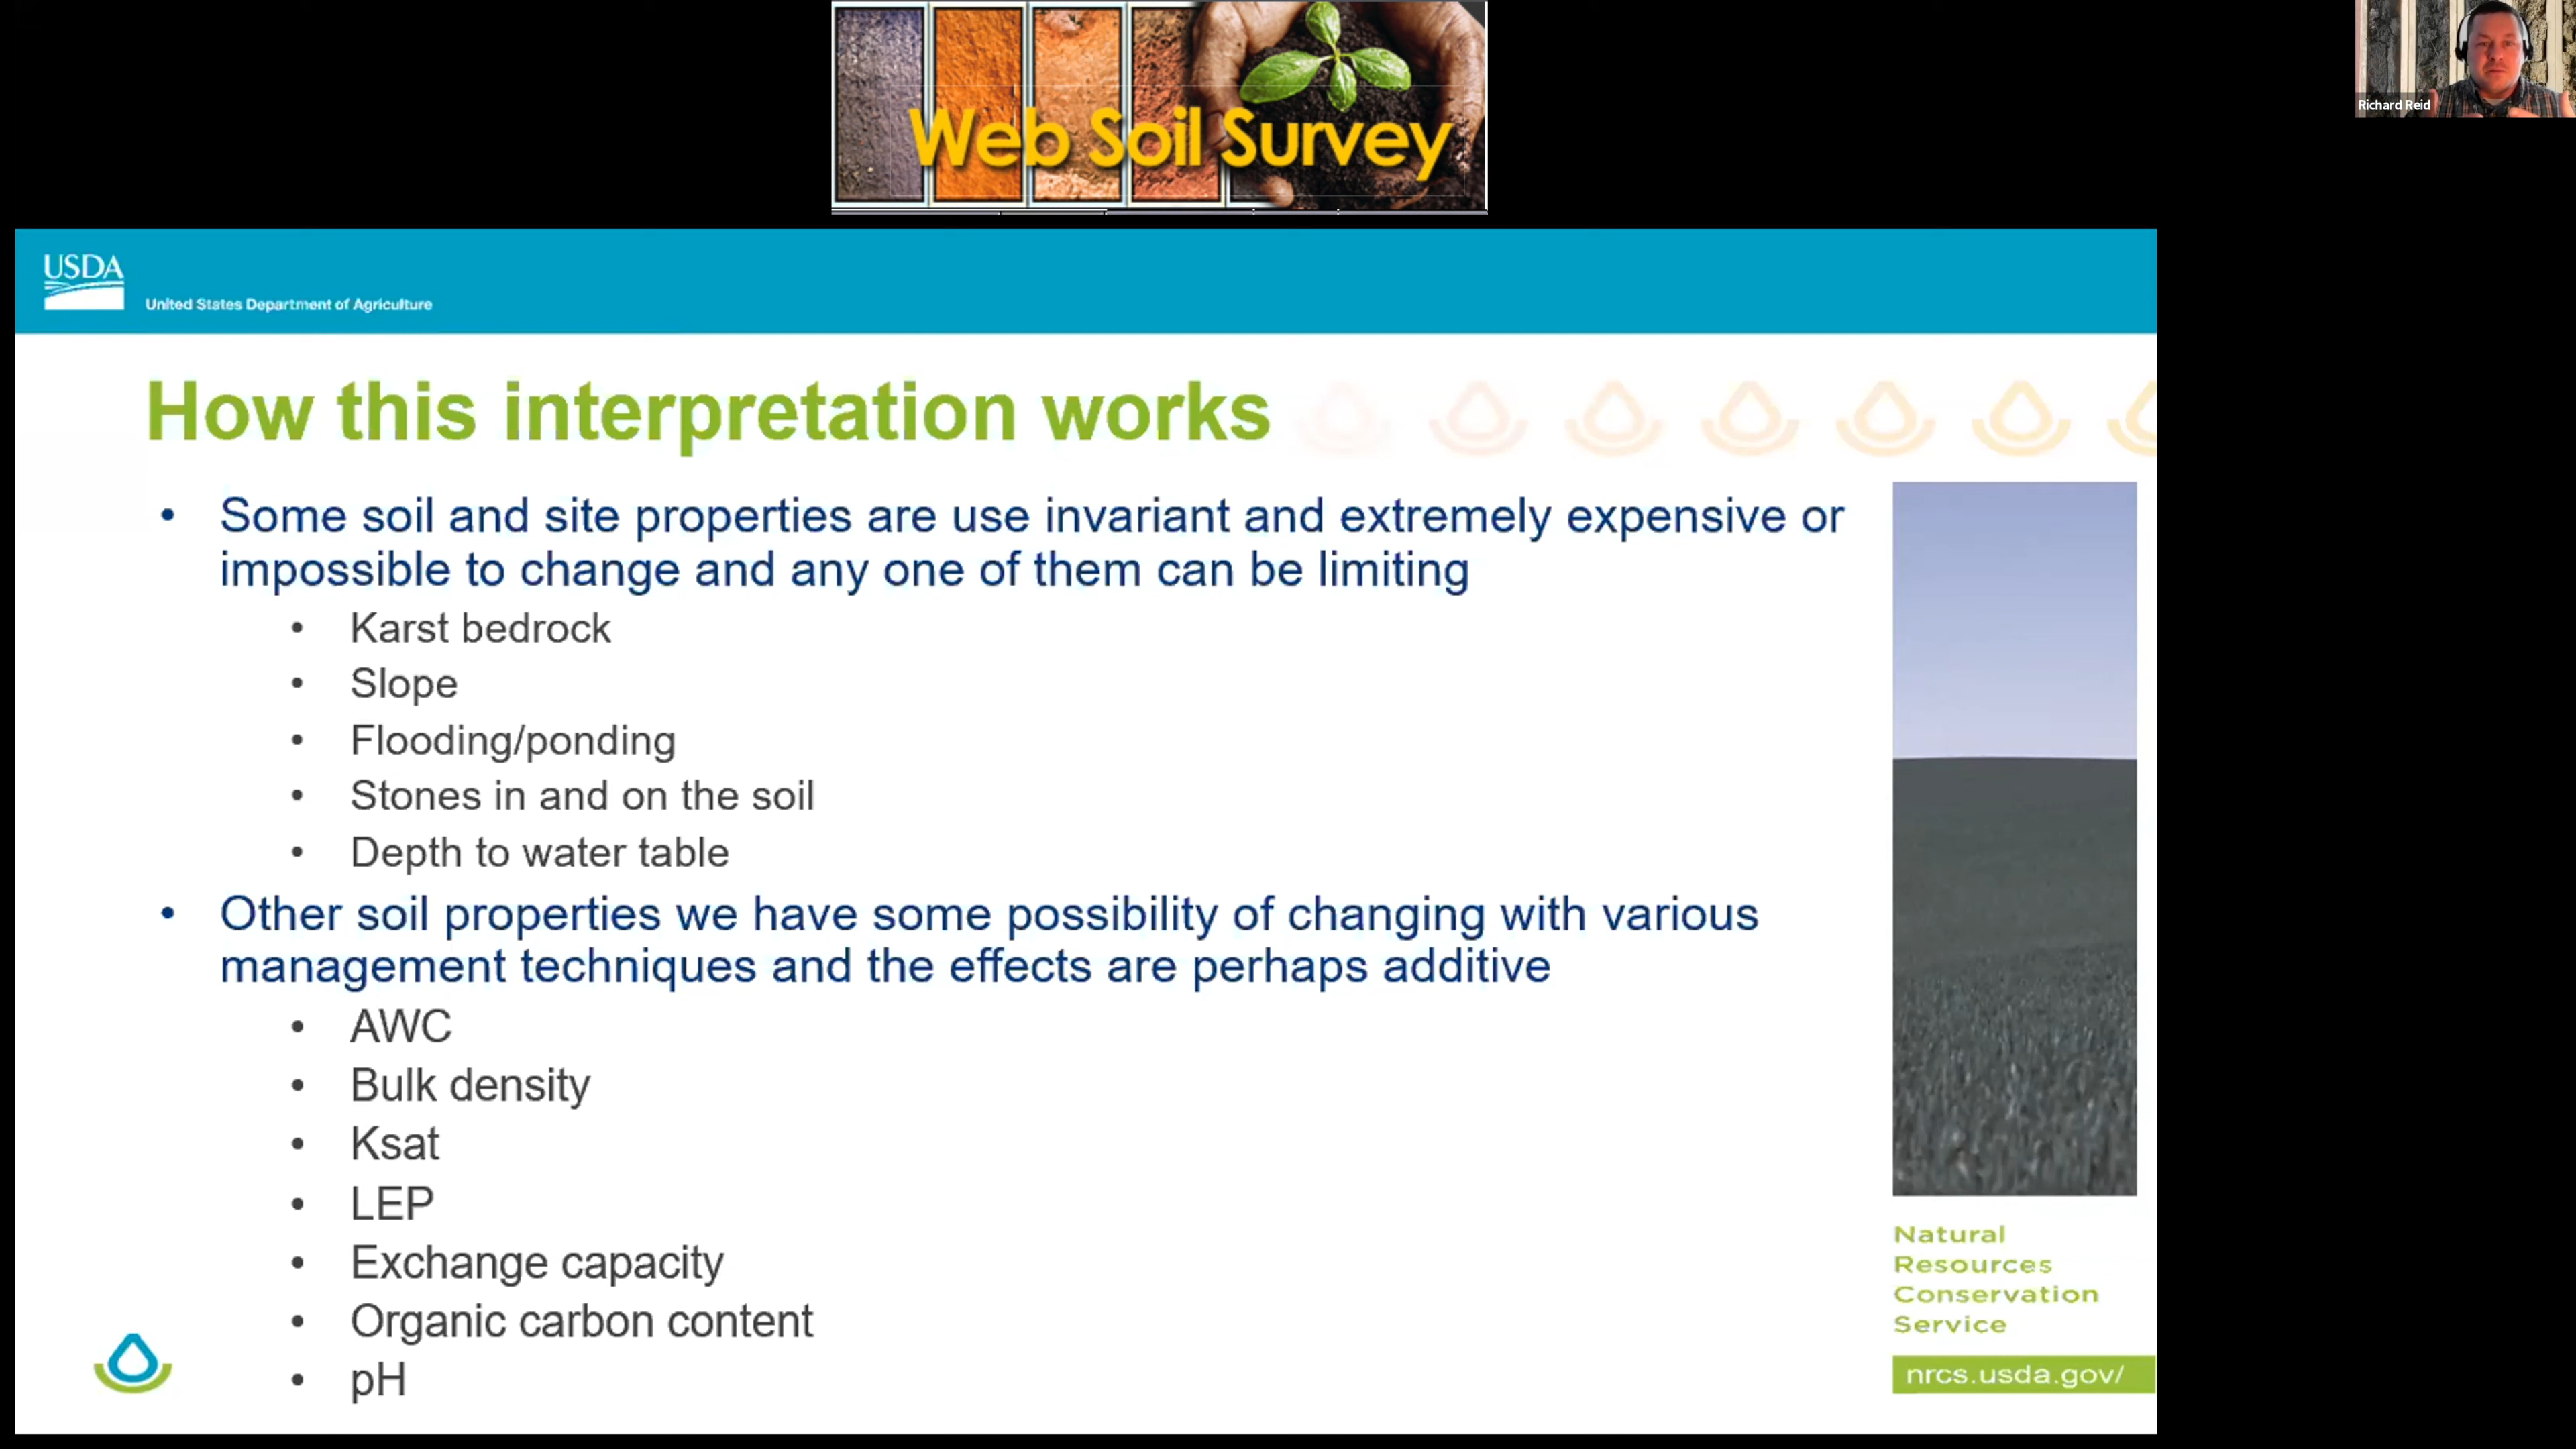 Web Soil Survey
Richard Reid
USDA
United States Department of Agriculture
How this interpretation works
• Some soil and site properties are use invariant and extremely expensive or
impossible to change and any one of them can be limiting
• Karst bedrock
• Slope
• Flooding/ponding
• Stones in and on the soil
• Depth to water table
• Other soil properties we have some possibility of changing with various
management techniques and the effects are perhaps additive
• AWC
• Bulk density
• Ksat
• LEP
• Exchange capacity
• Organic carbon content
• pH
Natural
Resources
Conservation
Service
nrcs.usda.gov/